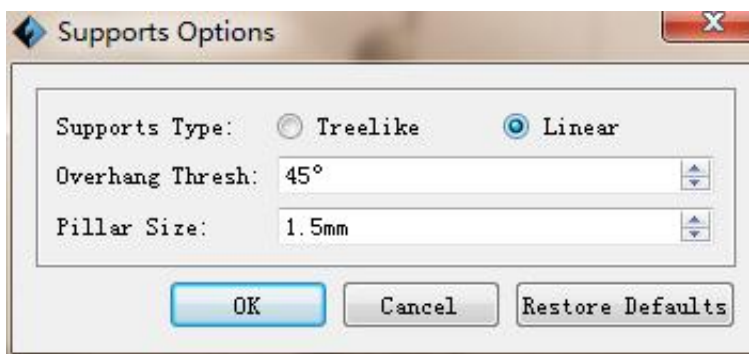 Supports Options
Supports Type: Treelike Linear
Overhang Thresh: 45°
Pillar Size: 1.5mm
OK Cancel Restore Defaults